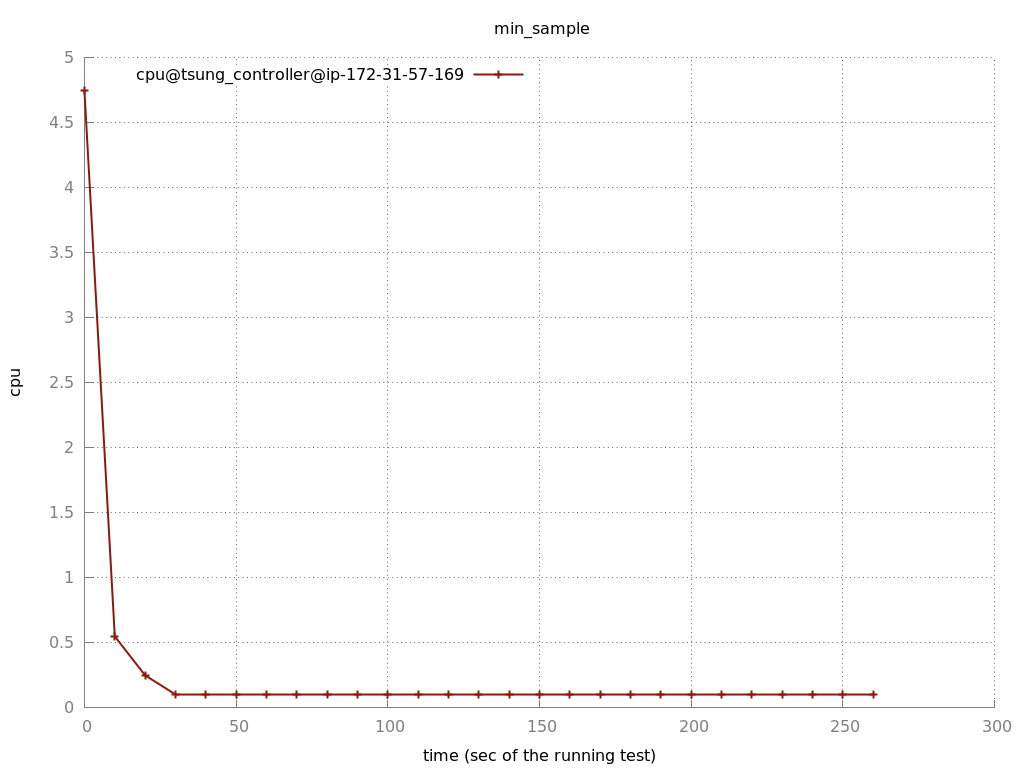 min_sample
cpu@tsung_controller@ip-172-31-57-169
5
4.5
4
3.5
3
2.5
2
1.5
1
0.5
0
cpu
0 50 100 150 200 250 300
time (sec of the running test)